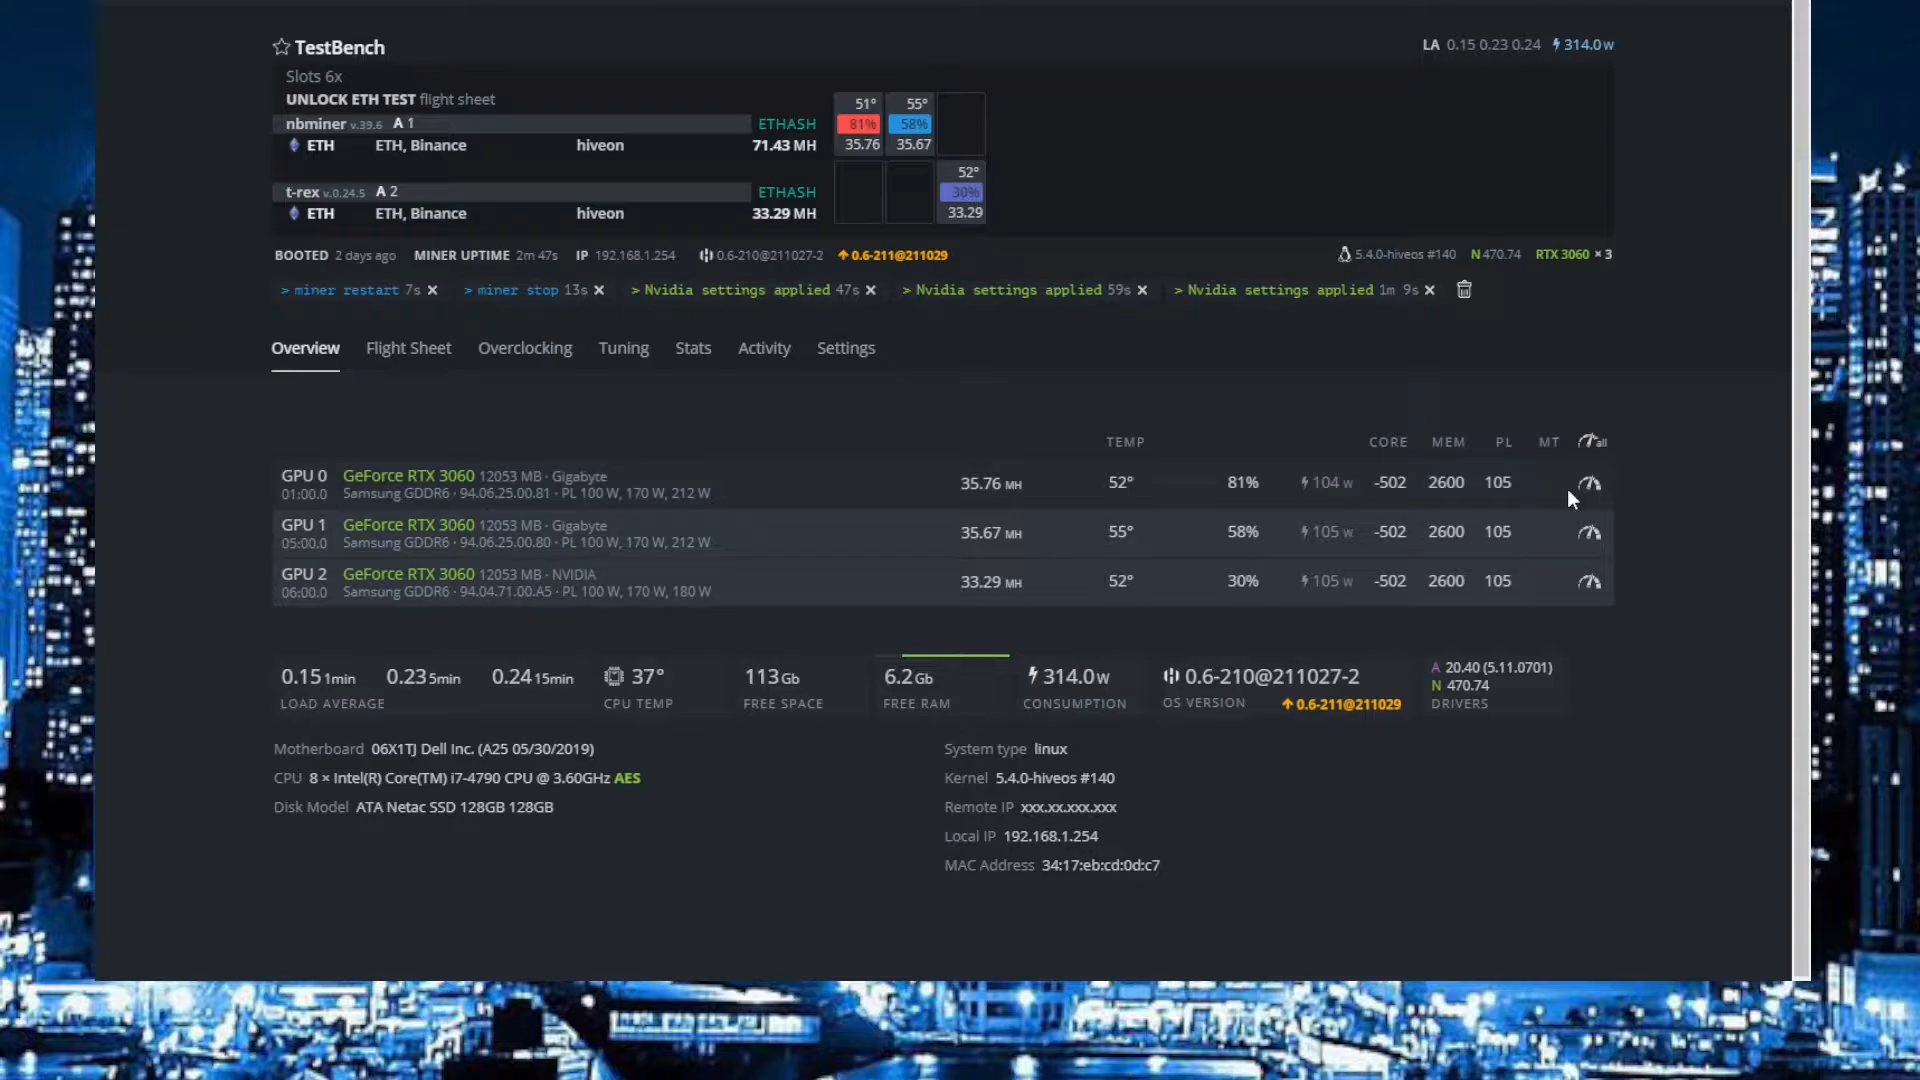 TestBench
LA 0.15 0.23 0.24 314.0 W
Slots 6x
UNLOCK ETH TEST flight sheet
nbminer v.39.6 A 1 ETHASH 51° 55°
81% 58%
ETH ETH, Binance hiveon 71.43 MH 35.76 35.67
t-rex v.0.24.5 A 2 ETHASH 52°
30%
ETH ETH, Binance hiveon 33.29 MH 33.29
BOOTED 2 days ago MINER UPTIME 2m 47s IP 192.168.1.254 0.6-210@211027-2 0.6-211@211029 5.4.0-hiveos #140 N 470.74 RTX 3060 × 3
> miner restart 7s × > miner stop 13s × > Nvidia settings applied 47s × > Nvidia settings applied 59s × > Nvidia settings applied 1m 9s ×
Overview Flight Sheet Overclocking Tuning Stats Activity Settings
TEMP CORE MEM PL MT all
GPU 0 GeForce RTX 3060 12053 MB · Gigabyte 35.76 MH 52° 81% 104 W -502 2600 105
01:00.0 Samsung GDDR6 · 94.06.25.00.81 · PL 100 W, 170 W, 212 W
GPU 1 GeForce RTX 3060 12053 MB · Gigabyte 35.67 MH 55° 58% 105 W -502 2600 105
05:00.0 Samsung GDDR6 · 94.06.25.00.80 · PL 100 W, 170 W, 212 W
GPU 2 GeForce RTX 3060 12053 MB · NVIDIA 33.29 MH 52° 30% 105 W -502 2600 105
06:00.0 Samsung GDDR6 · 94.04.71.00.A5 · PL 100 W, 170 W, 180 W
0.15 1min 0.23 5min 0.24 15min 37° 113 Gb 6.2 Gb 314.0 W 0.6-210@211027-2 A 20.40 (5.11.0701)
N 470.74
LOAD AVERAGE CPU TEMP FREE SPACE FREE RAM CONSUMPTION OS VERSION 0.6-211@211029 DRIVERS
Motherboard 06X1TJ Dell Inc. (A25 05/30/2019)
CPU 8 × Intel(R) Core(TM) i7-4790 CPU @ 3.60GHz AES
Disk Model ATA Netac SSD 128GB 128GB
System type linux
Kernel 5.4.0-hiveos #140
Remote IP xxx.xx.xxx.xxx
Local IP 192.168.1.254
MAC Address 34:17:eb:cd:0d:c7